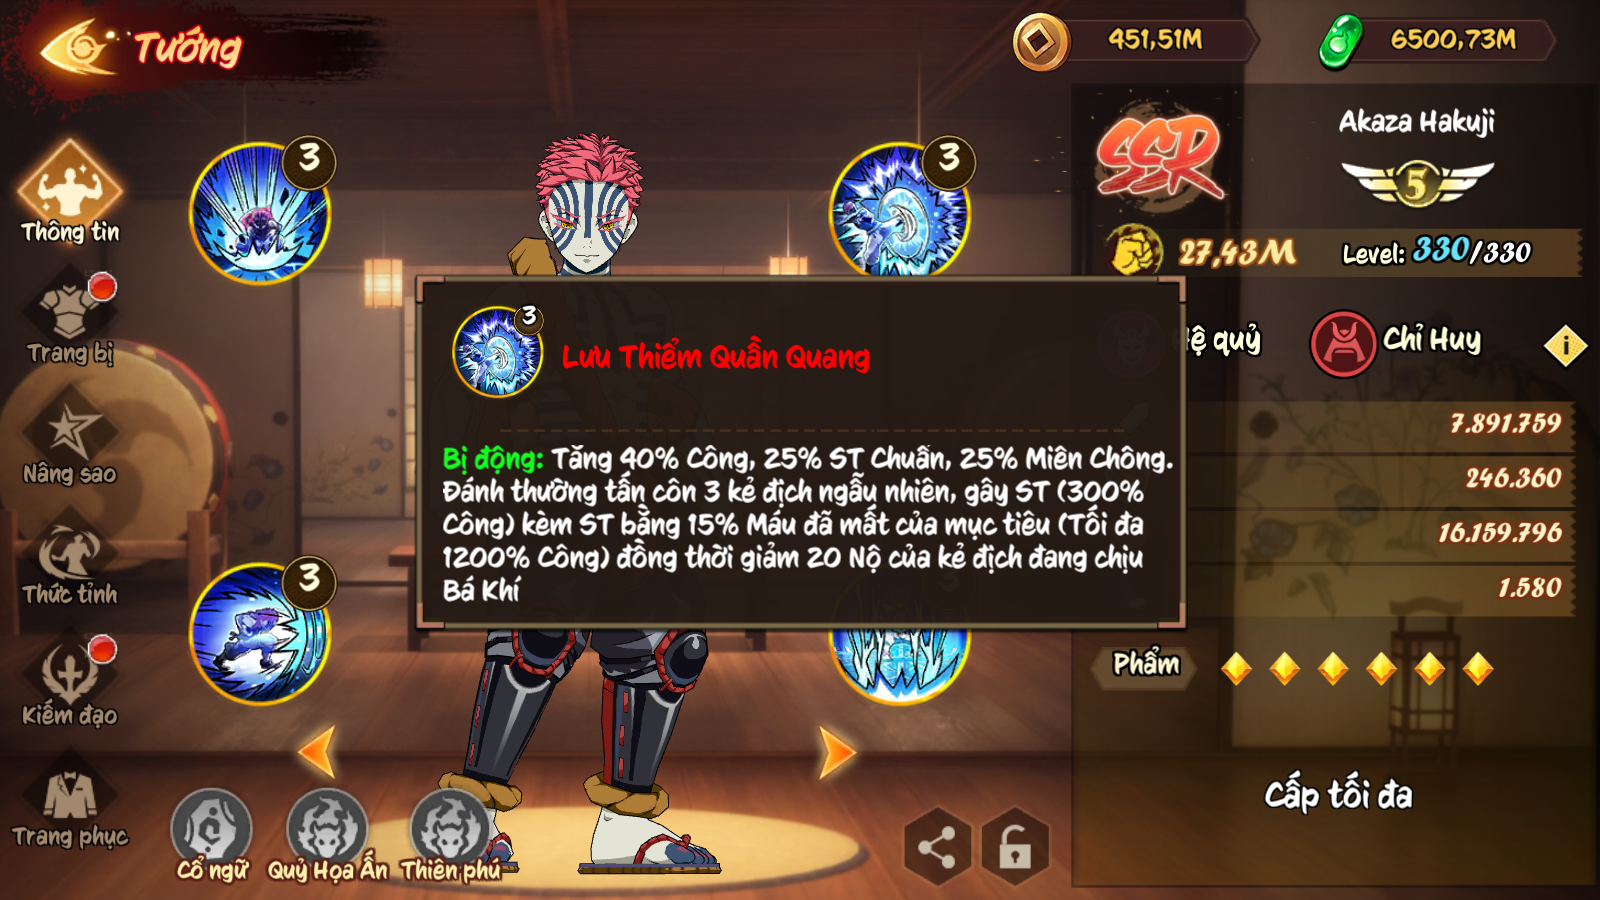 Tướng
451,51M
6500,73M
Thông tin
Trang bị
Nâng sao
Thức tỉnh
Kiếm đạo
Trang phục
3
3
3
SSR
Akaza Hakuji
5
27,43M
Level: 330/330
Hệ quỷ
Chỉ Huy
i
7.891.759
246.360
16.159.796
1.580
3
Lưu Thiểm Quần Quang
Bị động: Tăng 40% Công, 25% ST Chuẩn, 25% Miễn Chông.
Đánh thường tấn côn 3 kẻ địch ngẫu nhiên, gây ST (300%
Công) kèm ST bằng 15% Máu đã mất của mục tiêu (Tối đa
1200% Công) đồng thời giảm 20 Nộ của kẻ địch đang chịu
Bá Khí
Phẩm
Cấp tối đa
Cổ ngữ
Quỷ Họa Ấn
Thiên phú